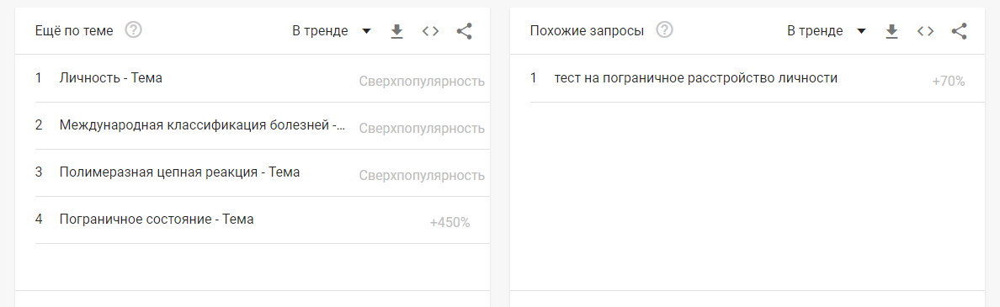 Ещё по теме
В тренде
1 Личность - Тема Сверхпопулярность
2 Международная классификация болезней -... Сверхпопулярность
3 Полимеразная цепная реакция - Тема Сверхпопулярность
4 Пограничное состояние - Тема +450%
Похожие запросы
В тренде
1 тест на пограничное расстройство личности +70%